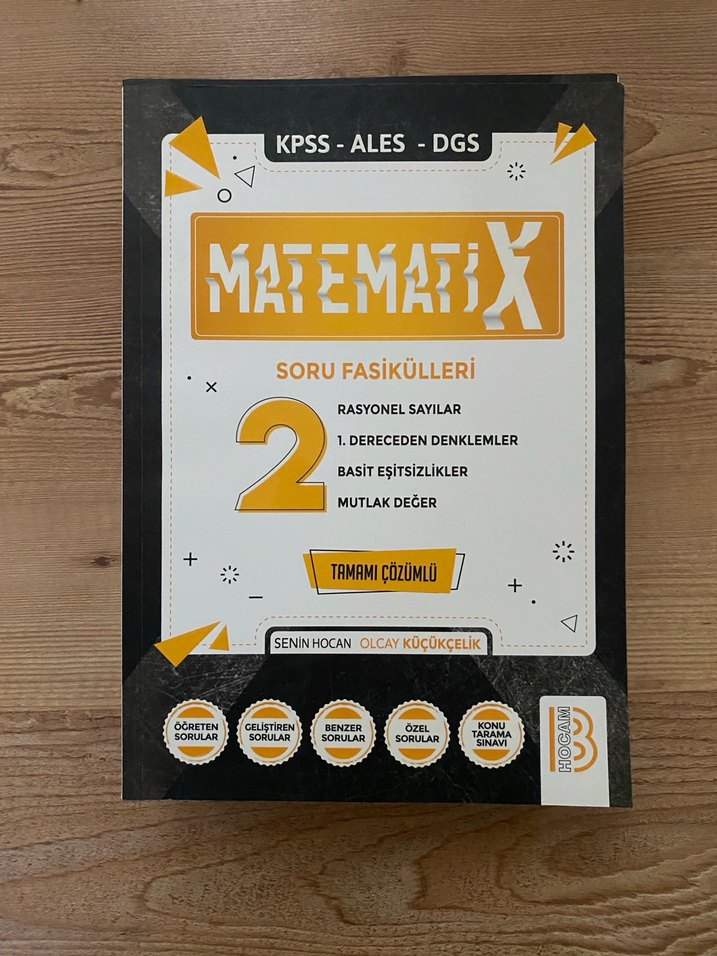 KPSS - ALES - DGS
MATEMATiX
SORU FASİKÜLLERİ
2
RASYONEL SAYILAR
1. DERECEDEN DENKLEMLER
BASİT EŞİTSİZLİKLER
MUTLAK DEĞER
TAMAMI ÇÖZÜMLÜ
SENİN HOCAN OLCAY KÜÇÜKÇELİK
ÖĞRETEN
SORULAR
GELİŞTİREN
SORULAR
BENZER
SORULAR
ÖZEL
SORULAR
KONU
TARAMA
SINAVI
B
HOCAM